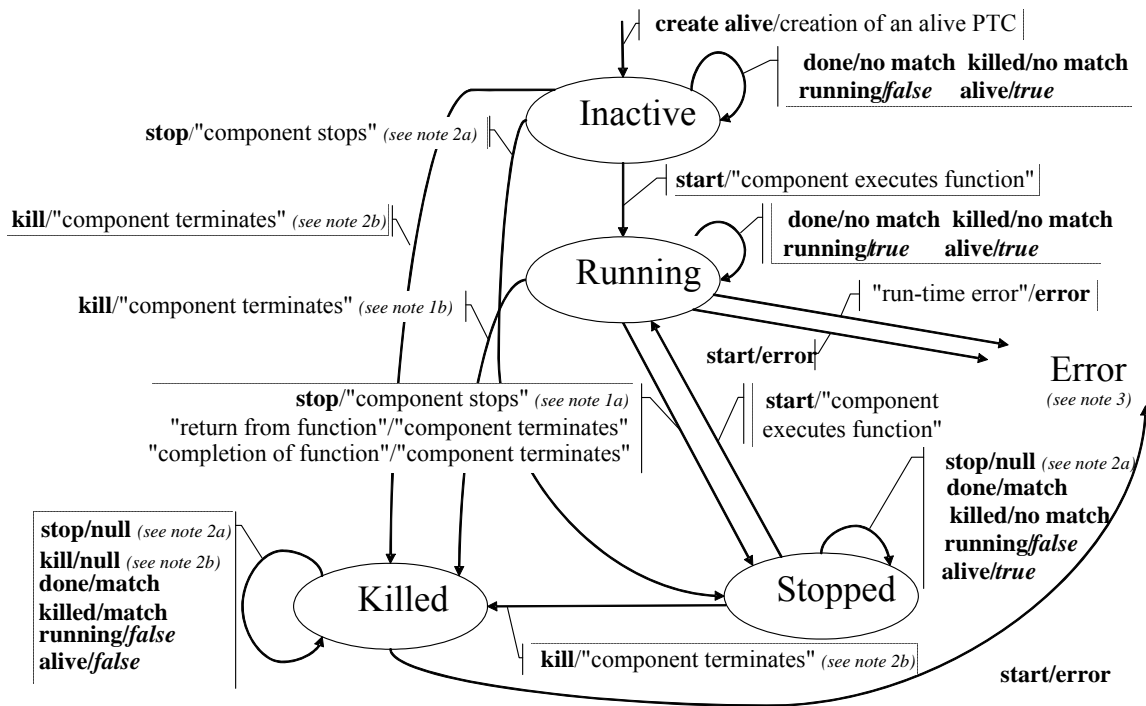 create alive/creation of an alive PTC
done/no match killed/no match
running/false alive/true
Inactive
stop/"component stops" (see note 2a)
start/"component executes function"
kill/"component terminates" (see note 2b)
done/no match killed/no match
running/true alive/true
Running
kill/"component terminates" (see note 1b)
"run-time error"/error
start/error
Error
(see note 3)
stop/"component stops" (see note 1a)
"return from function"/"component terminates"
"completion of function"/"component terminates"
start/"component
executes function"
stop/null (see note 2a)
done/match
killed/no match
running/false
alive/true
stop/null (see note 2a)
kill/null (see note 2b)
done/match
killed/match
running/false
alive/false
Killed
Stopped
kill/"component terminates" (see note 2b)
start/error